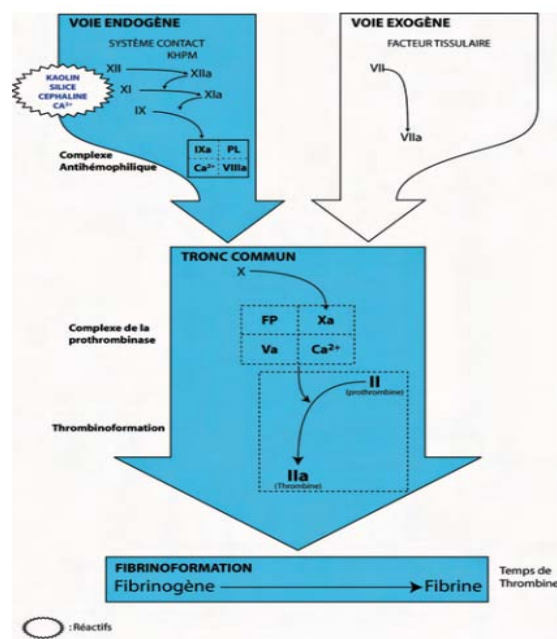 VOIE ENDOGÈNE
SYSTÈME CONTACT
KHPM
XII
XIIa
KAOLIN
SILICE
CEPHALINE
CA²⁺
XI
XIa
IX
IXa PL
Ca²⁺ VIIIa
Complexe
Antihémophilique
VOIE EXOGÈNE
FACTEUR TISSULAIRE
VII
VIIa
TRONC COMMUN
X
FP Xa
Va Ca²⁺
Complexe de la
prothrombinase
II
(prothrombine)
Thrombinoformation
IIa
(Thrombine)
FIBRINOFORMATION
Fibrinogène Fibrine
Temps de
Thrombine
: Réactifs